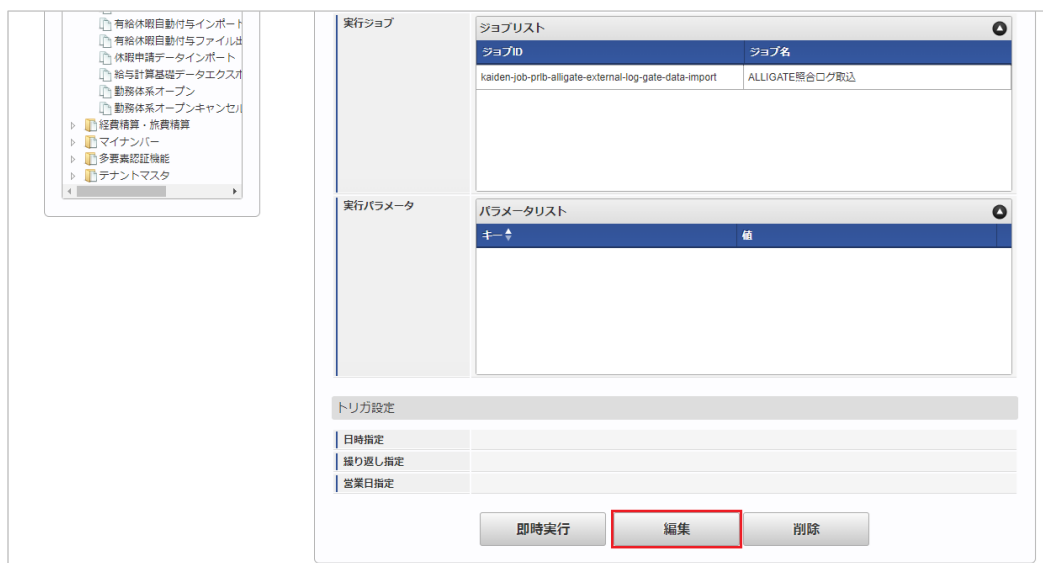 有給休暇自動付与インポート
有給休暇自動付与ファイル出
休暇申請データインポート
給与計算基礎データエクスポ
勤務体系オープン
勤務体系オープンキャンセル
経費精算・旅費精算
マイナンバー
多要素認証機能
テナントマスタ
実行ジョブ
ジョブリスト
ジョブID ジョブ名
kaiden-job-prlb-alligate-external-log-gate-data-import ALLIGATE照合ログ取込
実行パラメータ
パラメータリスト
キー 値
トリガ設定
日時指定
繰り返し指定
営業日指定
即時実行 編集 削除